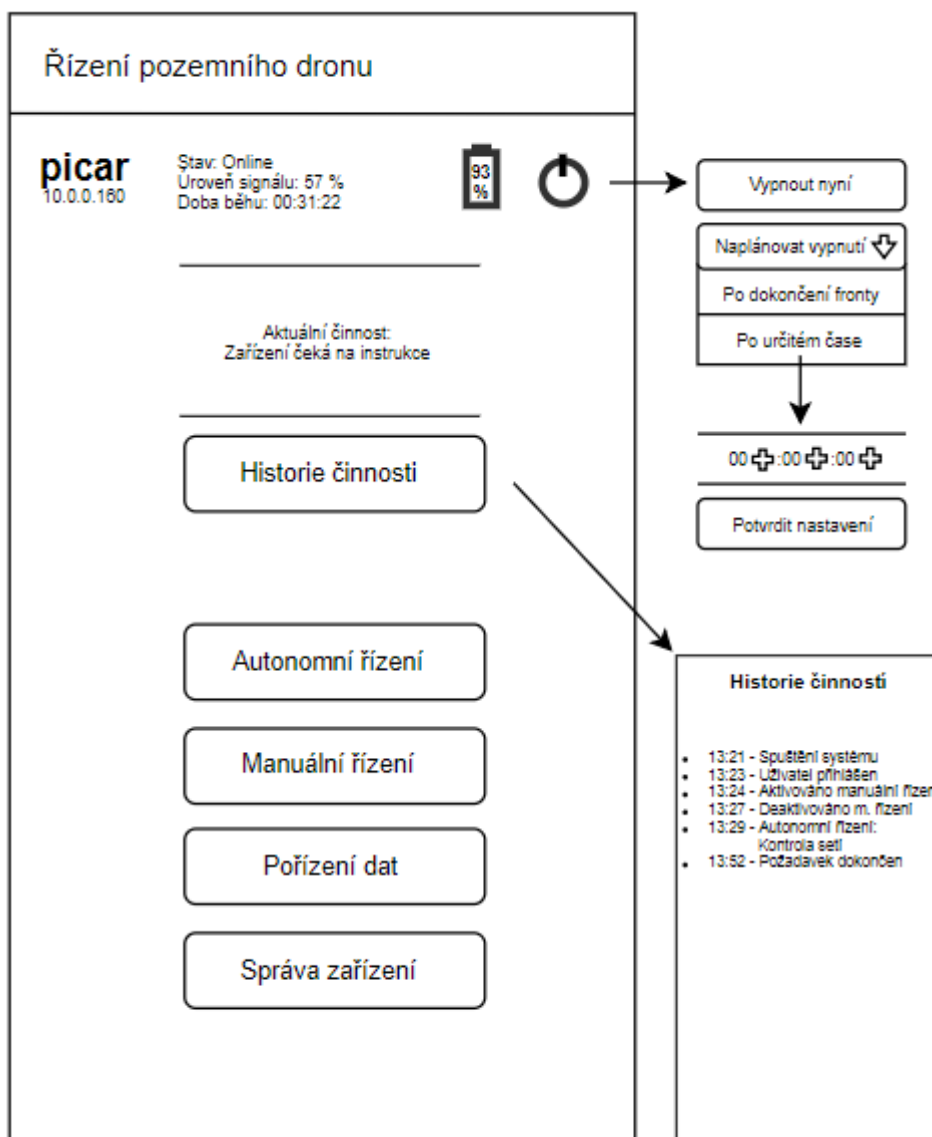 Řízení pozemního dronu
picar
10.0.0.160
Stav: Online
Úroveň signálu: 57 %
Doba běhu: 00:31:22
93
%
Vypnout nyní
Naplánovat vypnutí
Po dokončení fronty
Po určitém čase
00 :00 :00
Potvrdit nastavení
Aktuální činnost:
Zařízení čeká na instrukce
Historie činnosti
Autonomní řízení
Manuální řízení
Pořízení dat
Správa zařízení
Historie činností
13:21 - Spuštění systému
13:23 - Uživatel přihlášen
13:24 - Aktivováno manuální řízen
13:27 - Deaktivováno m. řízení
13:29 - Autonomní řízení:
Kontrola setí
13:52 - Požadavek dokončen